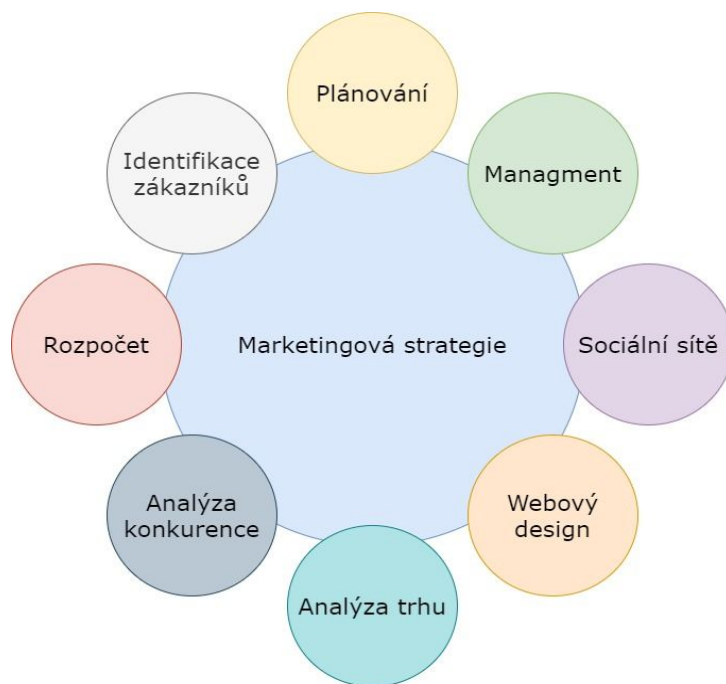 Plánování
Identifikace
zákazníků
Managment
Rozpočet
Marketingová strategie
Sociální sítě
Analýza
konkurence
Webový
design
Analýza trhu